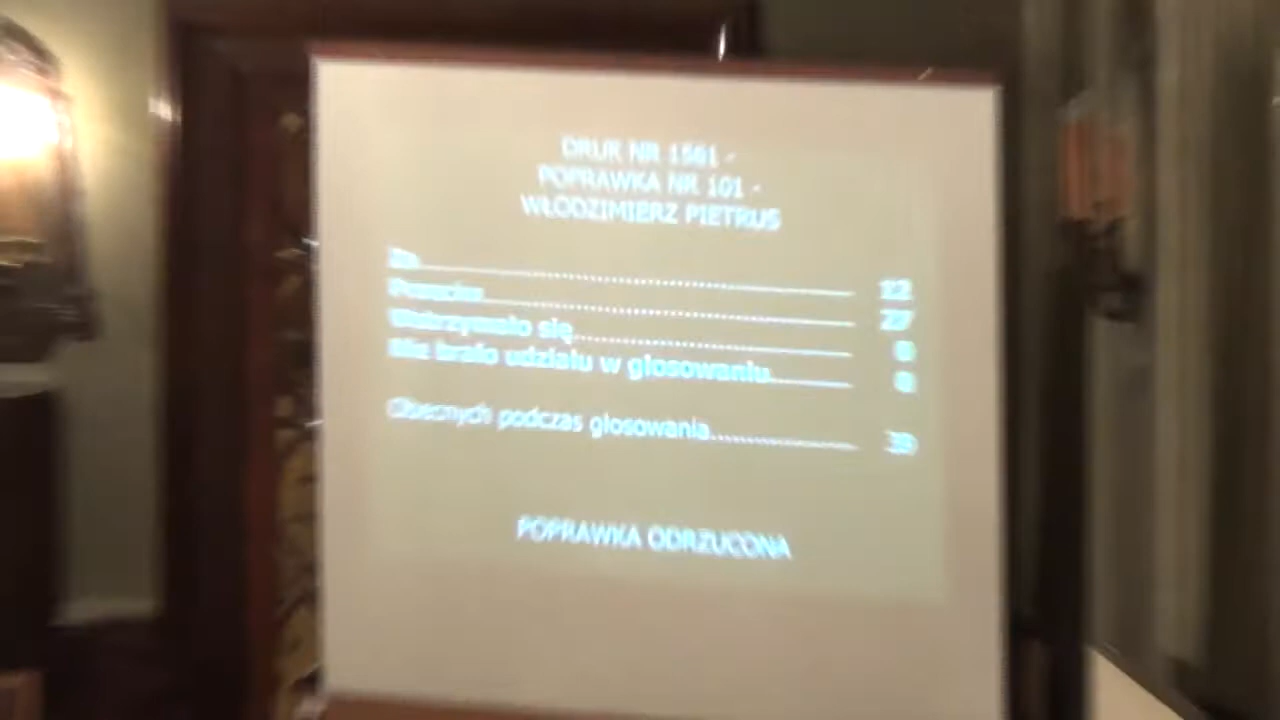 DRUK NR 1561 -
POPRAWKA NR 101 -
WŁODZIMIERZ PIETRUS
Za 12
Przeciw 27
Wstrzymało się 0
Nie brało udziału w głosowaniu 0
Obecnych podczas głosowania 39
POPRAWKA ODRZUCONA